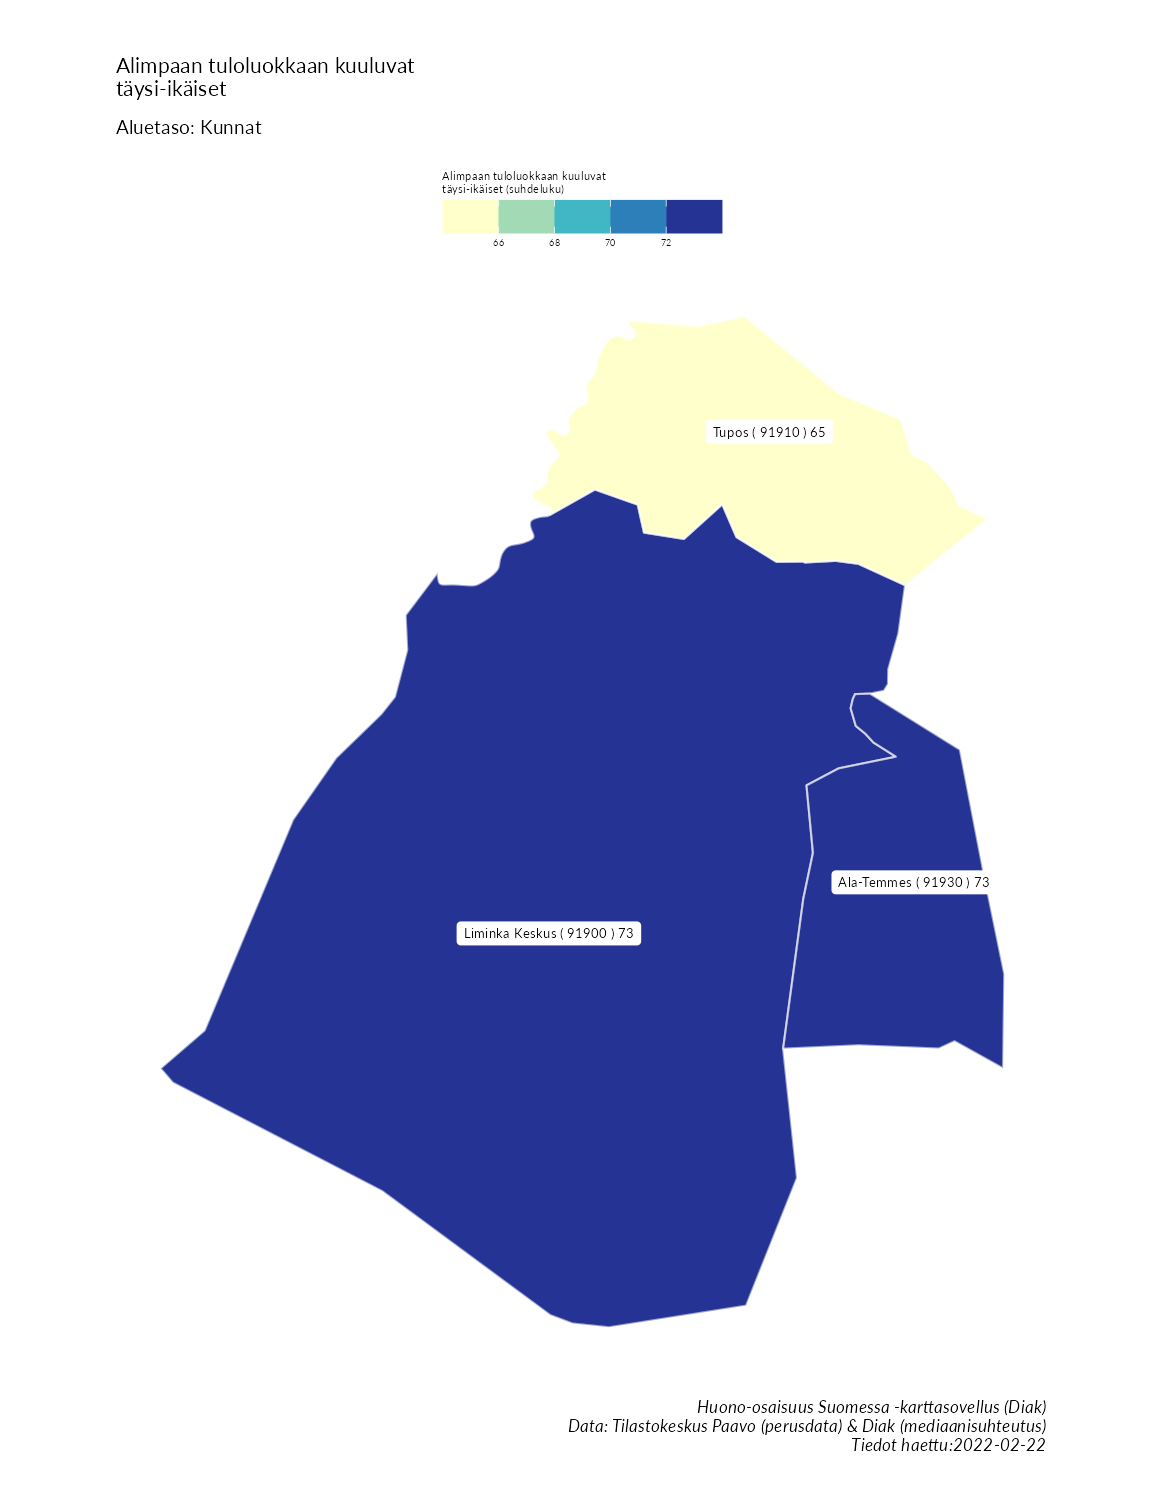 Alimpaan tuloluokkaan kuuluvat
täysi-ikäiset
Aluetaso: Kunnat
Alimpaan tuloluokkaan kuuluvat
täysi-ikäiset (suhdeluku)
66 68 70 72
Tupos ( 91910 ) 65
Ala-Temmes ( 91930 ) 73
Liminka Keskus ( 91900 ) 73
Huono-osaisuus Suomessa -karttasovellus (Diak)
Data: Tilastokeskus Paavo (perusdata) & Diak (mediaanisuhteutus)
Tiedot haettu:2022-02-22